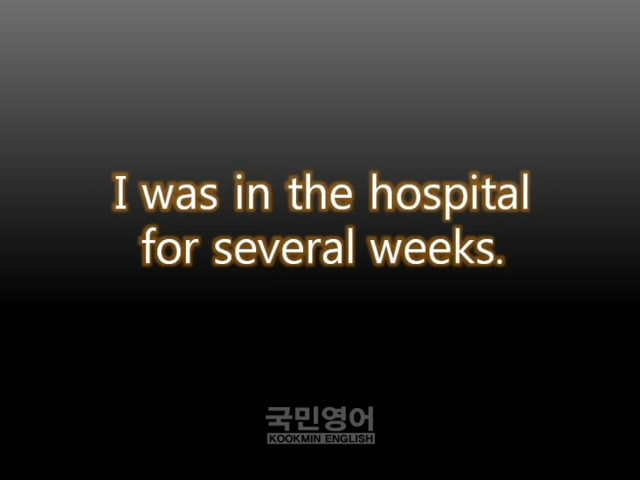 I was in the hospital
for several weeks.
국민영어
KOOKMIN ENGLISH